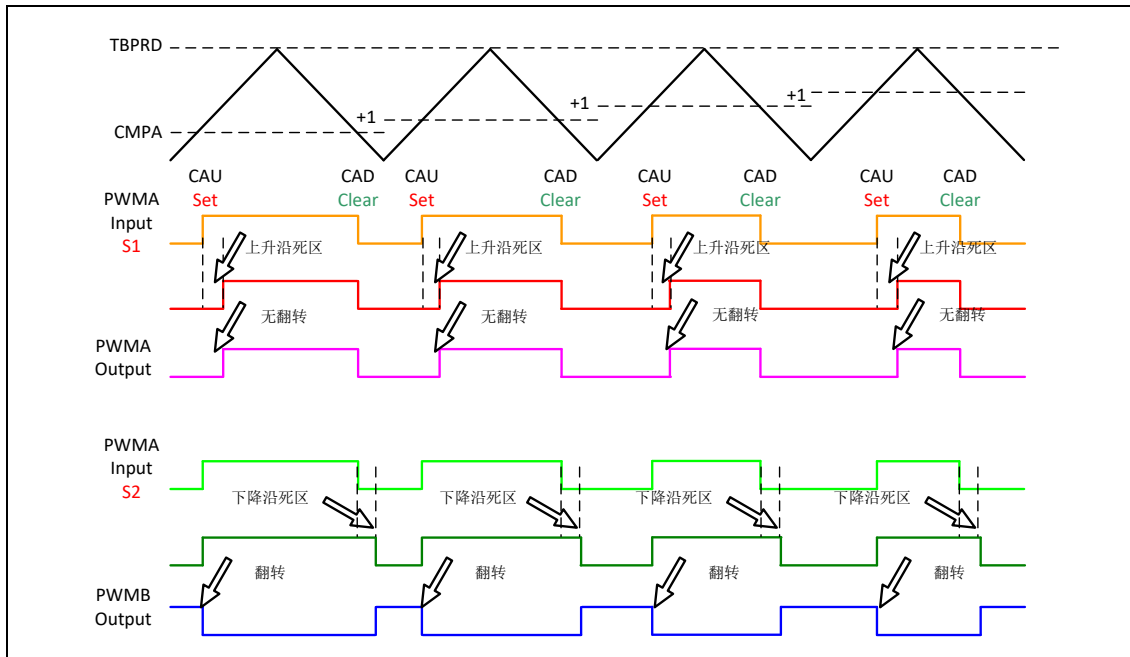 TBPRD
+1
+1
+1
CMPA
CAU CAD CAU CAD CAU CAD CAU CAD
Set Clear Set Clear Set Clear Set Clear
PWMA
Input
S1
上升沿死区 上升沿死区 上升沿死区 上升沿死区
无翻转 无翻转 无翻转 无翻转
PWMA
Output
PWMA
Input
S2
下降沿死区 下降沿死区 下降沿死区 下降沿死区
翻转 翻转 翻转 翻转
PWMB
Output